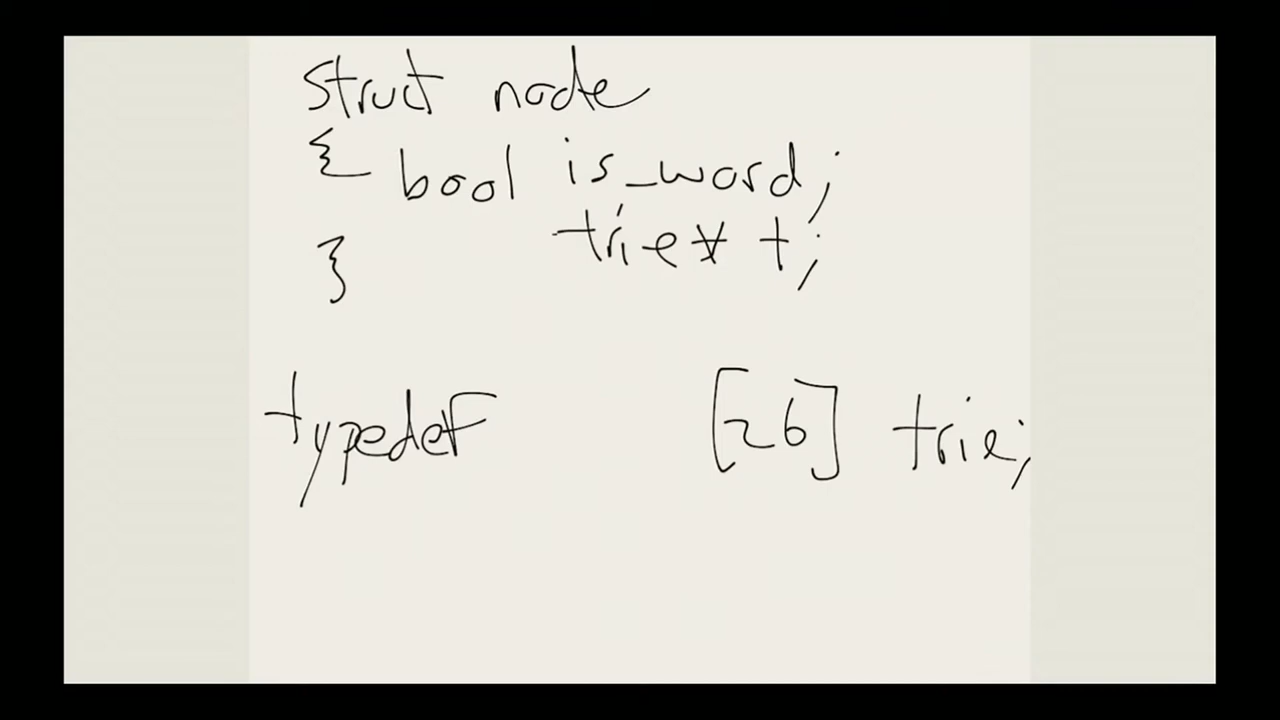 struct node
{ bool is_word;
trie* t;
}
typedef [26] trie;